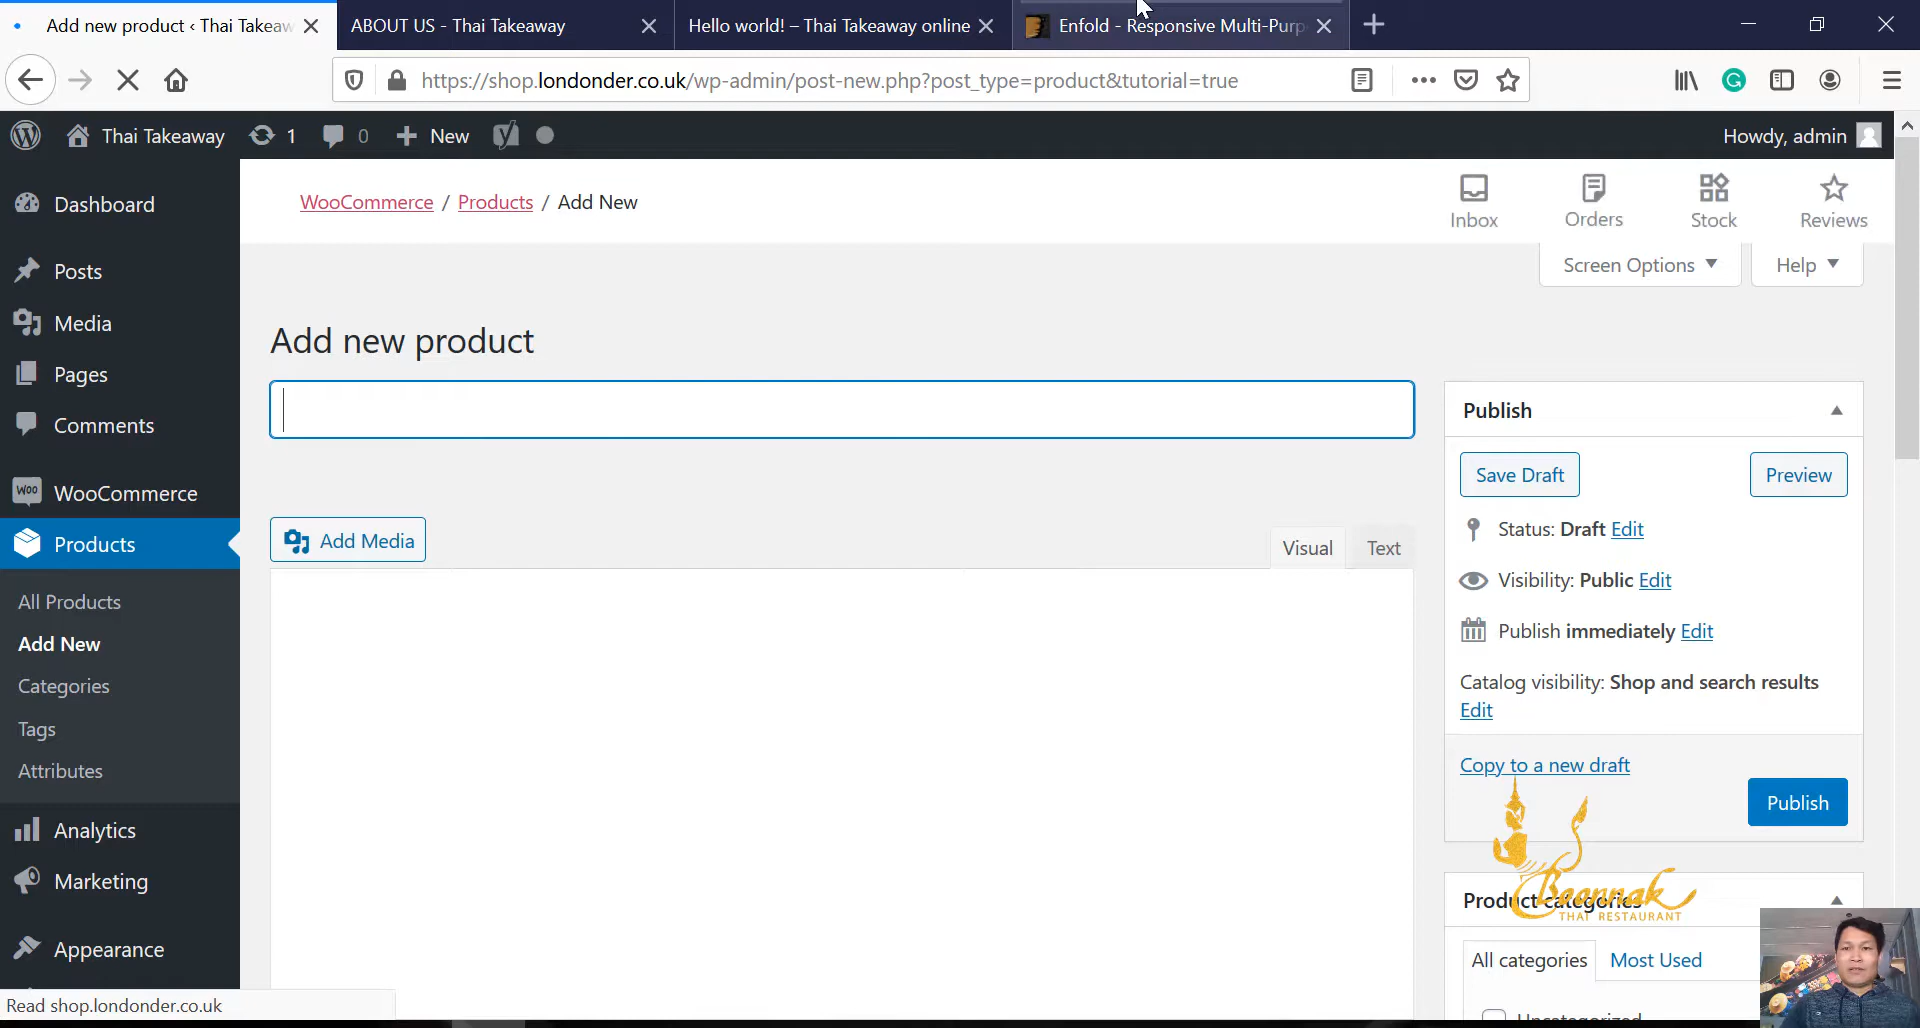 Add new product ‹ Thai Takeaw
ABOUT US - Thai Takeaway
Hello world! – Thai Takeaway online
Enfold - Responsive Multi-Purp
https://shop.londonder.co.uk/wp-admin/post-new.php?post_type=product&tutorial=true
Thai Takeaway
1
0
New
Howdy, admin
Dashboard
Posts
Media
Pages
Comments
WooCommerce
Products
All Products
Add New
Categories
Tags
Attributes
Analytics
Marketing
Appearance
Read shop.londonder.co.uk
WooCommerce / Products / Add New
Inbox
Orders
Stock
Reviews
Screen Options
Help
Add new product
Add Media
Visual
Text
Publish
Save Draft
Preview
Status: Draft Edit
Visibility: Public Edit
Publish immediately Edit
Catalog visibility: Shop and search results
Edit
Copy to a new draft
Publish
Boonnak
THAI RESTAURANT
Product categories
All categories
Most Used
Uncategorized